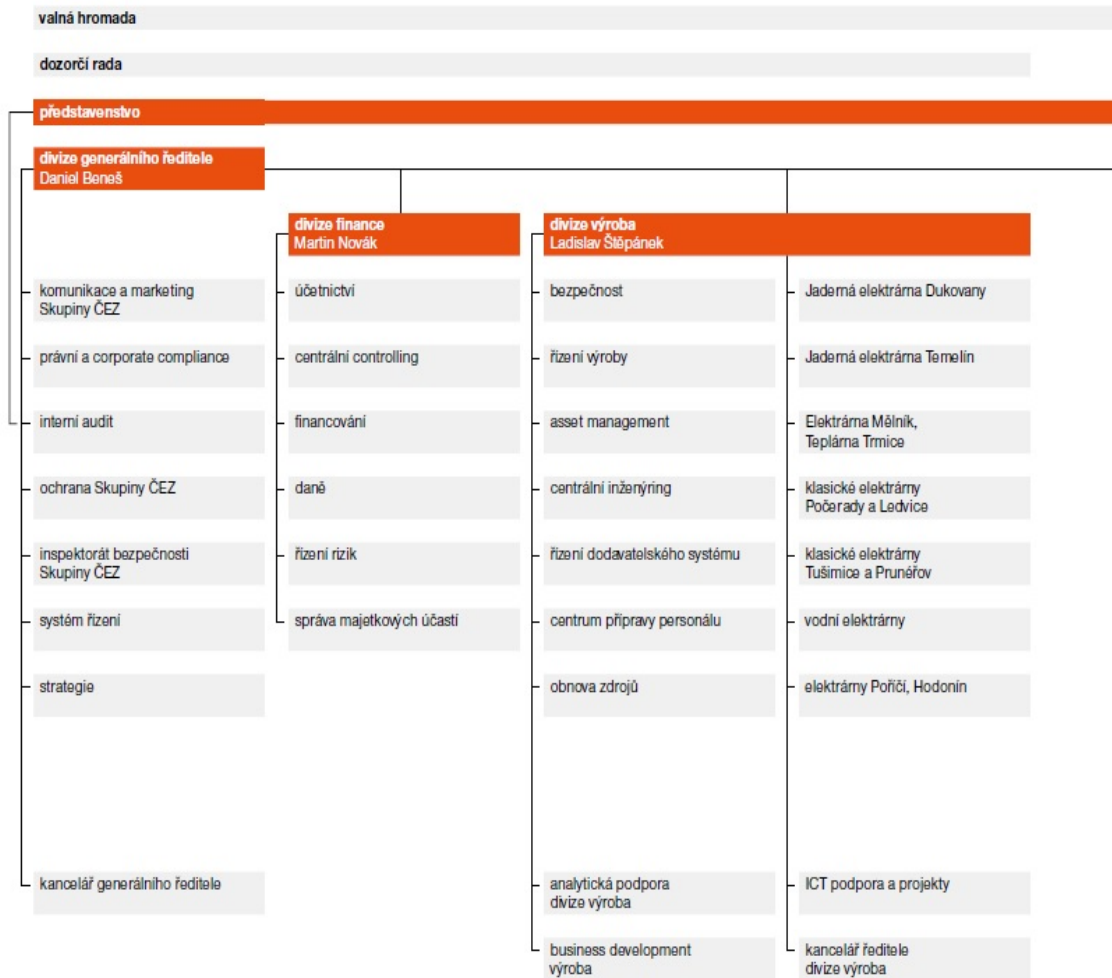 valná hromada
dozorčí rada
představenstvo
divize generálního ředitele
Daniel Beneš
komunikace a marketing
Skupiny ČEZ
právní a corporate compliance
interní audit
ochrana Skupiny ČEZ
inspektorát bezpečnosti
Skupiny ČEZ
systém řízení
strategie
kancelář generálního ředitele
divize finance
Martin Novák
účetnictví
centrální controlling
financování
daně
řízení rizik
správa majetkových účastí
divize výroba
Ladislav Štěpánek
bezpečnost
řízení výroby
asset management
centrální inženýring
řízení dodavatelského systému
centrum přípravy personálu
obnova zdrojů
analytická podpora
divize výroba
business development
výroba
Jaderná elektrárna Dukovany
Jaderná elektrárna Temelín
Elektrárna Mělník,
Teplárna Trmice
klasické elektrárny
Počerady a Ledvice
klasické elektrárny
Tušimice a Prunéřov
vodní elektrárny
elektrárny Poříčí, Hodonín
ICT podpora a projekty
kancelář ředitele
divize výroba